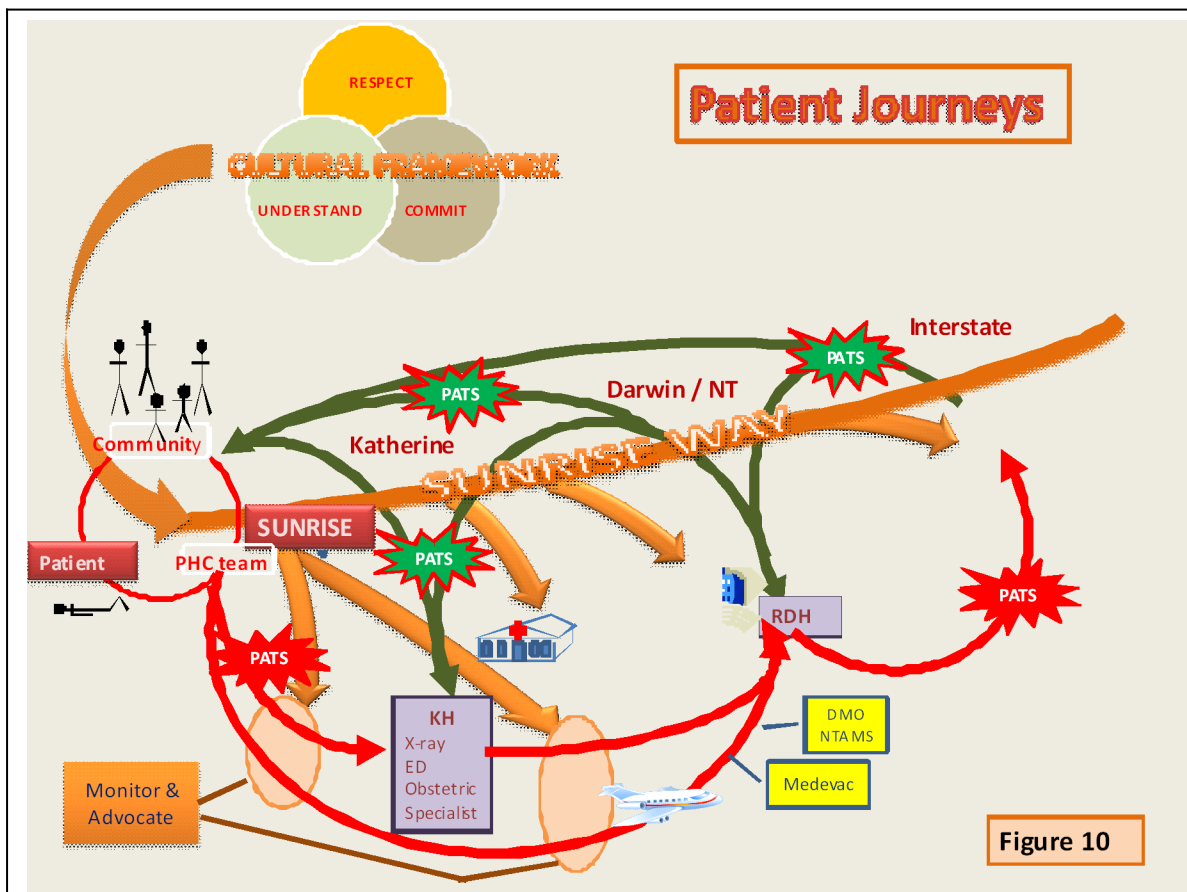 RESPECT
Patient Journeys
CULTURAL FRAMEWORK
UNDERSTAND
COMMIT
Interstate
PATS
Darwin / NT
PATS
Katherine
SUNRISE WAY
Community
SUNRISE
PATS
Patient
PHC team
PATS
RDH
PATS
KH
X-ray
ED
Obstetric
Specialist
DMO
NTAMS
Medevac
Monitor &
Advocate
Figure 10